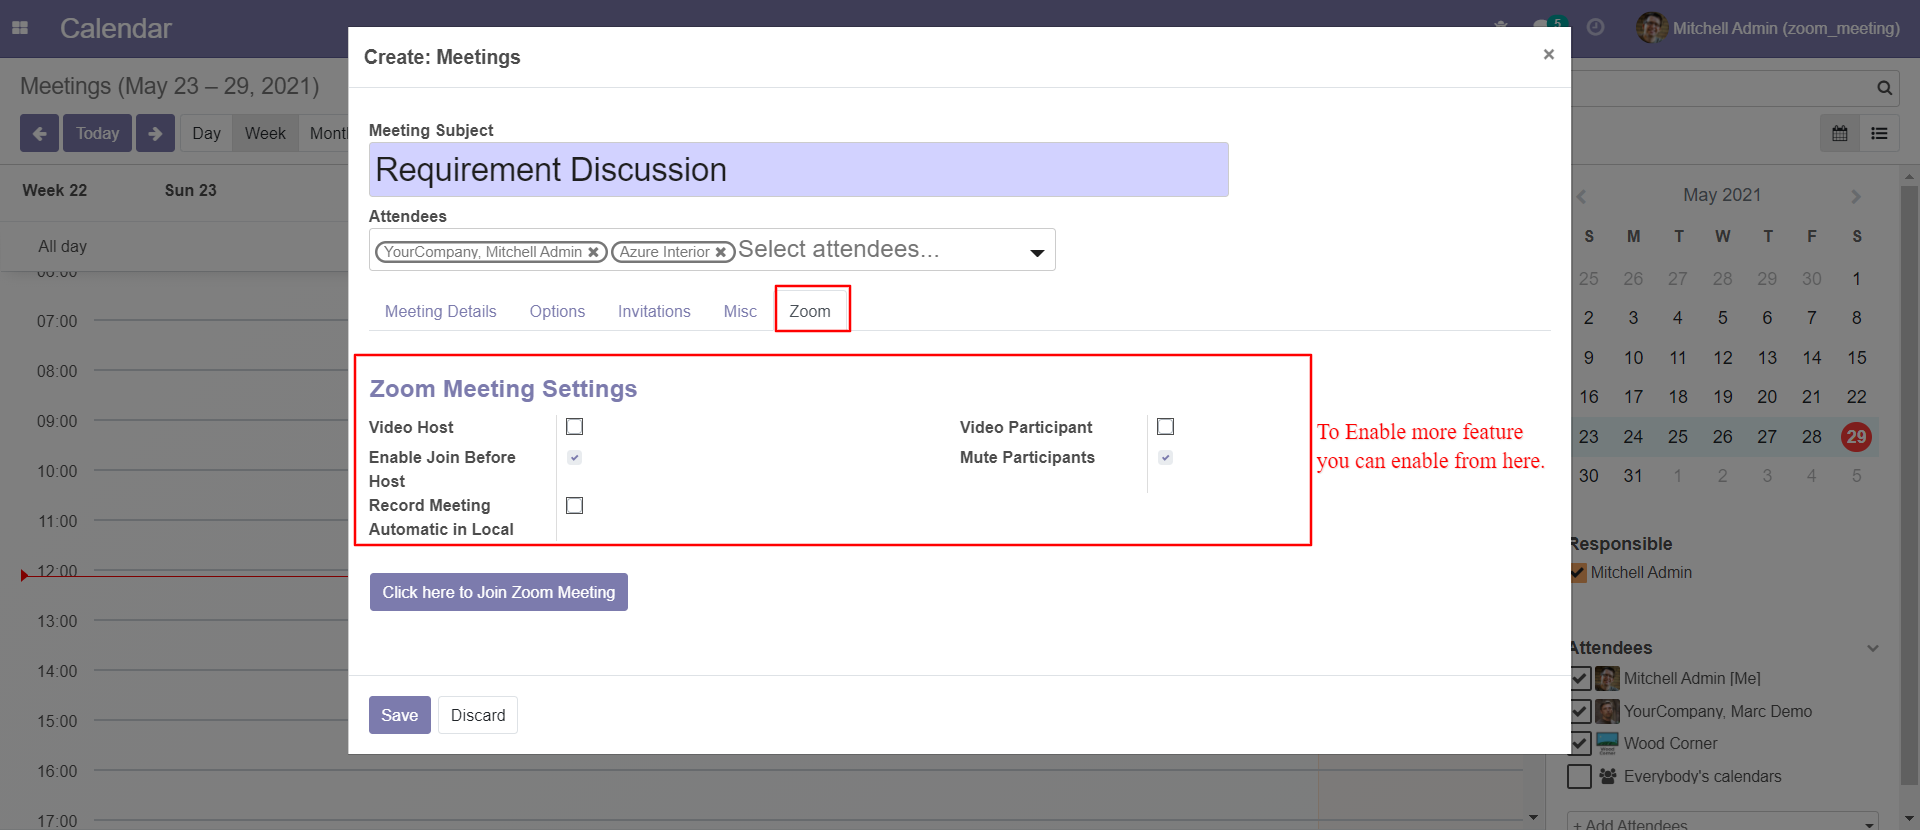 Calendar
5
Mitchell Admin (zoom_meeting)
Meetings (May 23 – 29, 2021)
Today
Day
Week
Month
Week 22
Sun 23
All day
06:00
07:00
08:00
09:00
10:00
11:00
12:00
13:00
14:00
15:00
16:00
17:00
Create: Meetings
×
Meeting Subject
Requirement Discussion
Attendees
YourCompany, Mitchell Admin ✖ Azure Interior ✖ Select attendees...
Meeting Details Options Invitations Misc Zoom
Zoom Meeting Settings
Video Host
Enable Join Before
Host
Record Meeting
Automatic in Local
Video Participant
Mute Participants
To Enable more feature
you can enable from here.
Click here to Join Zoom Meeting
Save Discard
May 2021
S M T W T F S
25 26 27 28 29 30 1
2 3 4 5 6 7 8
9 10 11 12 13 14 15
16 17 18 19 20 21 22
23 24 25 26 27 28 29
30 31 1 2 3 4 5
Responsible
Mitchell Admin
Attendees
Mitchell Admin [Me]
YourCompany, Marc Demo
Wood Corner
Everybody's calendars
+ Add Attendees